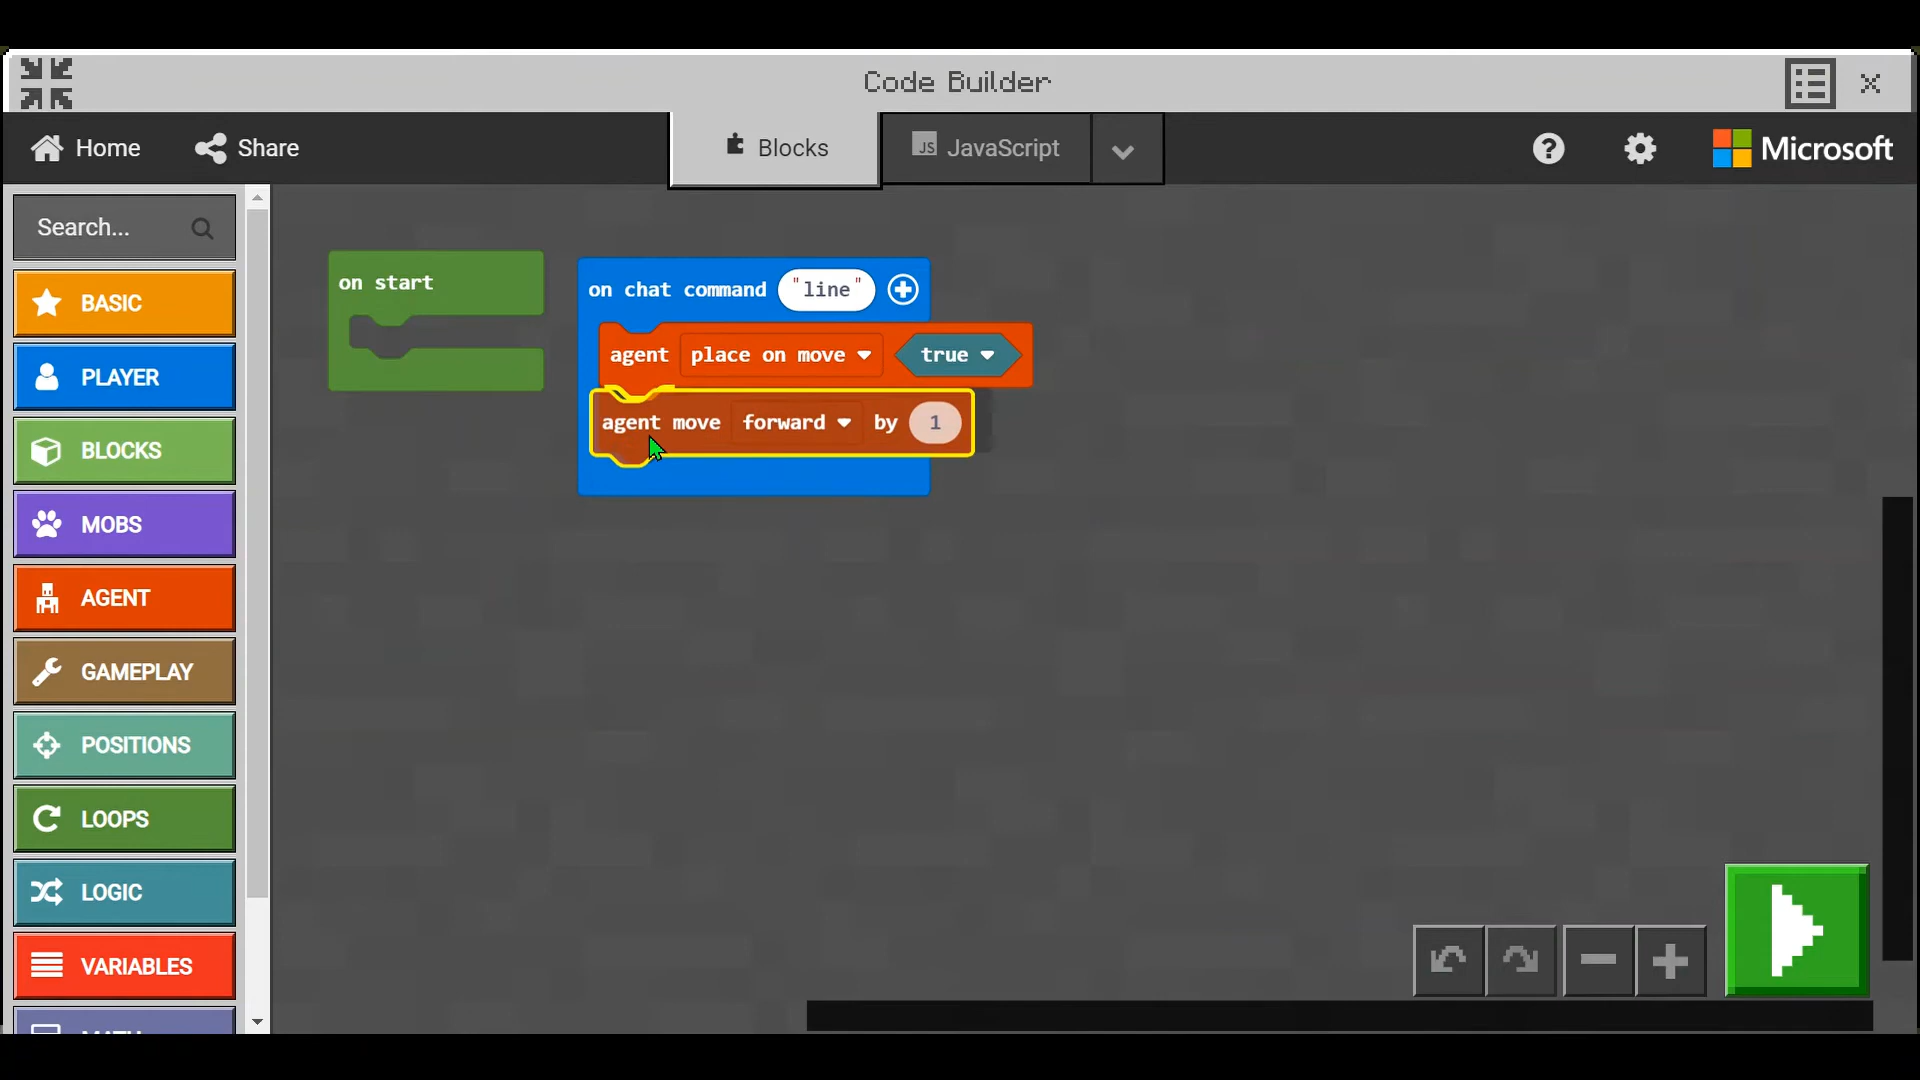 Code Builder
Home
Share
Blocks
JS JavaScript
?
Microsoft
Search...
BASIC
PLAYER
BLOCKS
MOBS
AGENT
GAMEPLAY
POSITIONS
LOOPS
LOGIC
VARIABLES
on start
on chat command "line"
agent place on move true
agent move forward by 1